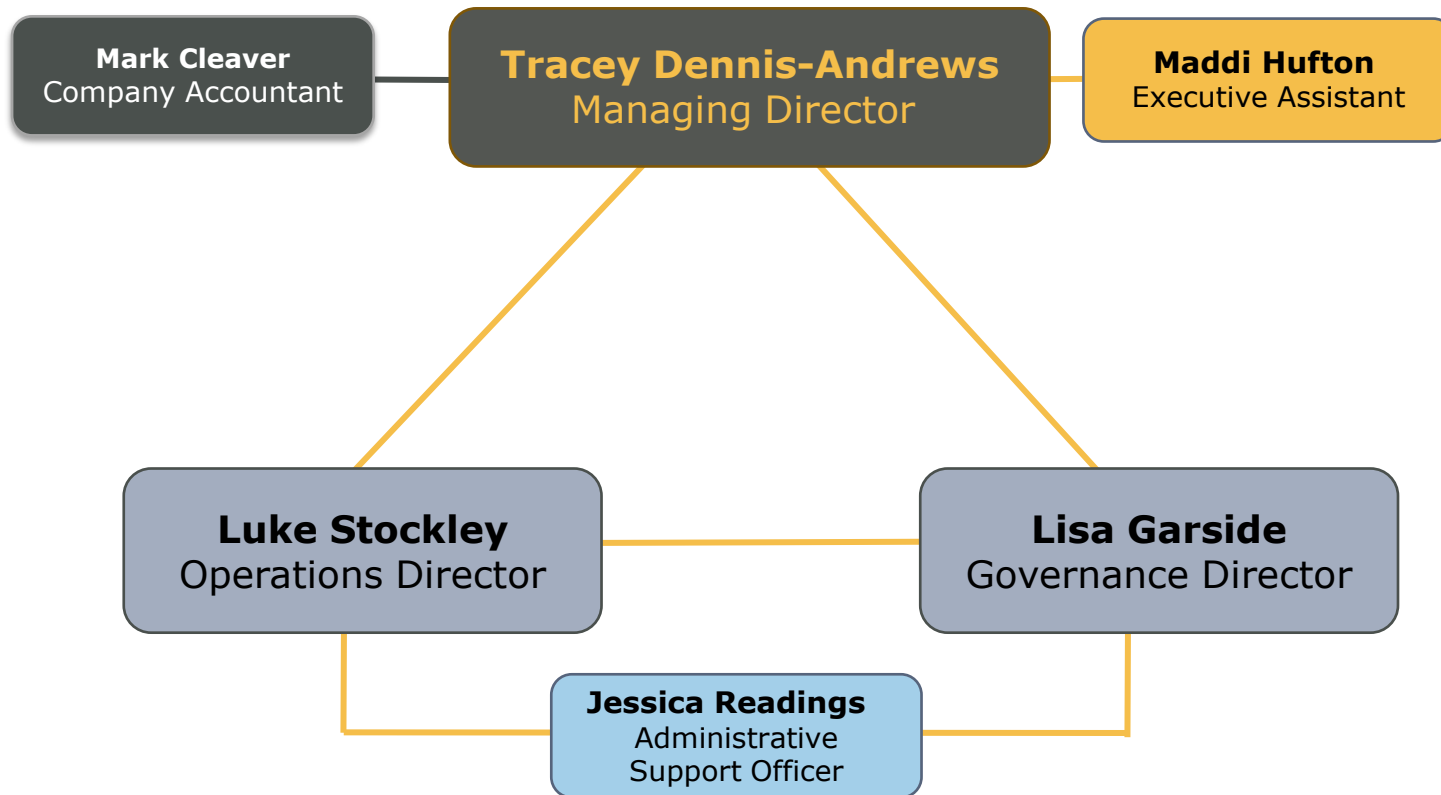 Mark Cleaver
Company Accountant
Tracey Dennis-Andrews
Managing Director
Maddi Hufton
Executive Assistant
Luke Stockley
Operations Director
Lisa Garside
Governance Director
Jessica Readings
Administrative
Support Officer